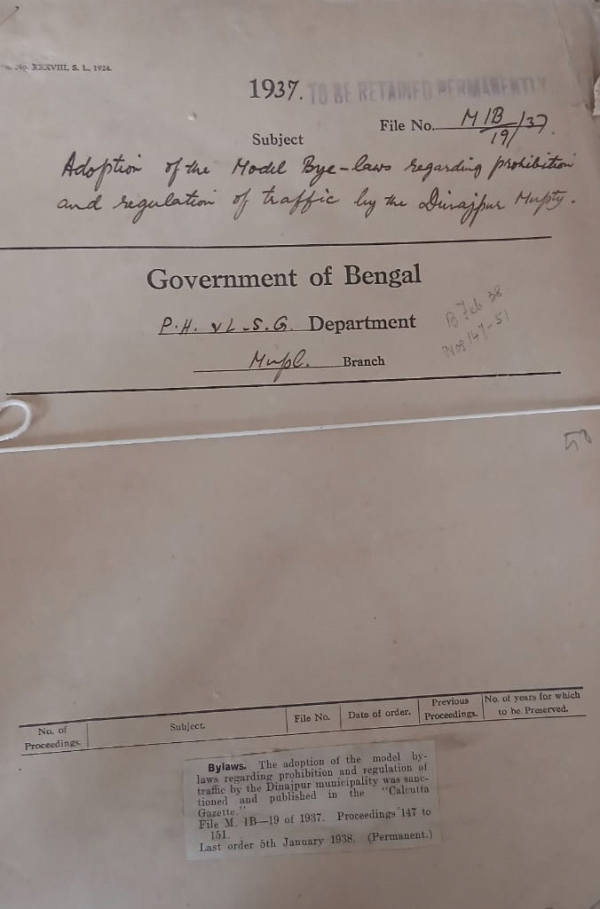 No. XXXVIII, S. L., 1924.
1937. TO BE RETAINED PERMANENTLY
File No. M 1B/19/37.
Subject
Adoption of the Model Bye-laws regarding prohibition
and regulation of traffic by the Dinajpur Mupty.
Government of Bengal
P.H. & L.S.G. Department
B Feb 38
Nos 147-51
Mupl. Branch
No. of Proceedings.
Subject.
File No.
Date of order.
Previous Proceedings.
No. of years for which to be Preserved.
Bylaws. The adoption of the model by-
laws regarding prohibition and regulation of
traffic by the Dinajpur municipality was sanc-
tioned and published in the "Calcutta
Gazette."
File M. 1B—19 of 1937. Proceedings 147 to
151.
Last order 5th January 1938. (Permanent.)